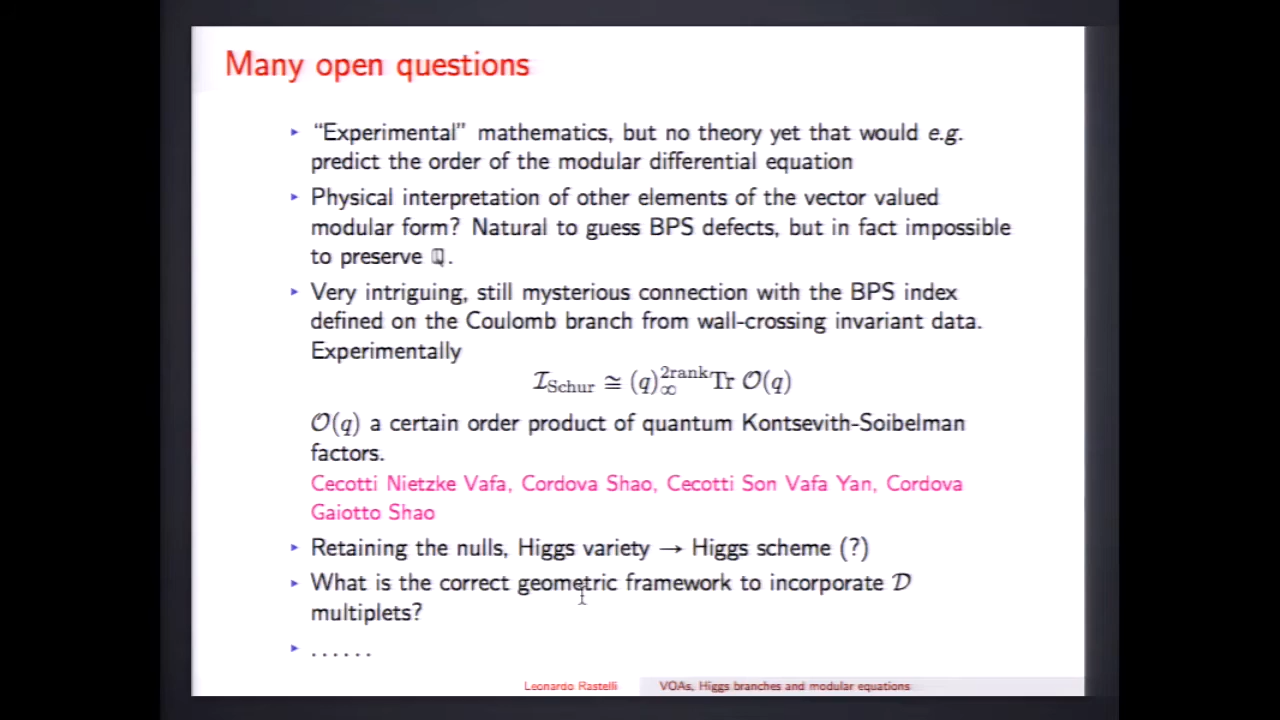 Many open questions
▸ “Experimental” mathematics, but no theory yet that would e.g.
predict the order of the modular differential equation
▸ Physical interpretation of other elements of the vector valued
modular form? Natural to guess BPS defects, but in fact impossible
to preserve ℚ.
▸ Very intriguing, still mysterious connection with the BPS index
defined on the Coulomb branch from wall-crossing invariant data.
Experimentally
ℐ_Schur ≅ (q)_∞^{2rank} Tr 𝒪(q)
𝒪(q) a certain order product of quantum Kontsevith-Soibelman
factors.
Cecotti Nietzke Vafa, Cordova Shao, Cecotti Son Vafa Yan, Cordova
Gaiotto Shao
▸ Retaining the nulls, Higgs variety → Higgs scheme (?)
▸ What is the correct geometric framework to incorporate 𝒟
multiplets?
▸ ......
Leonardo Rastelli VOAs, Higgs branches and modular equations